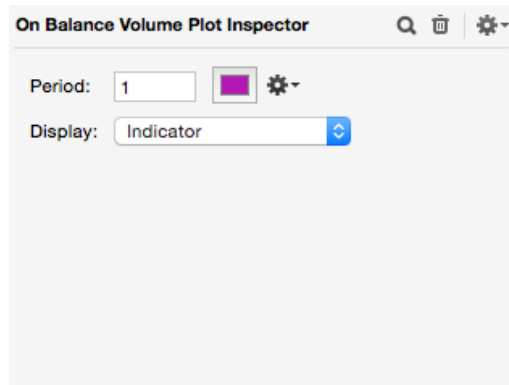 On Balance Volume Plot Inspector
Period: 1
Display: Indicator